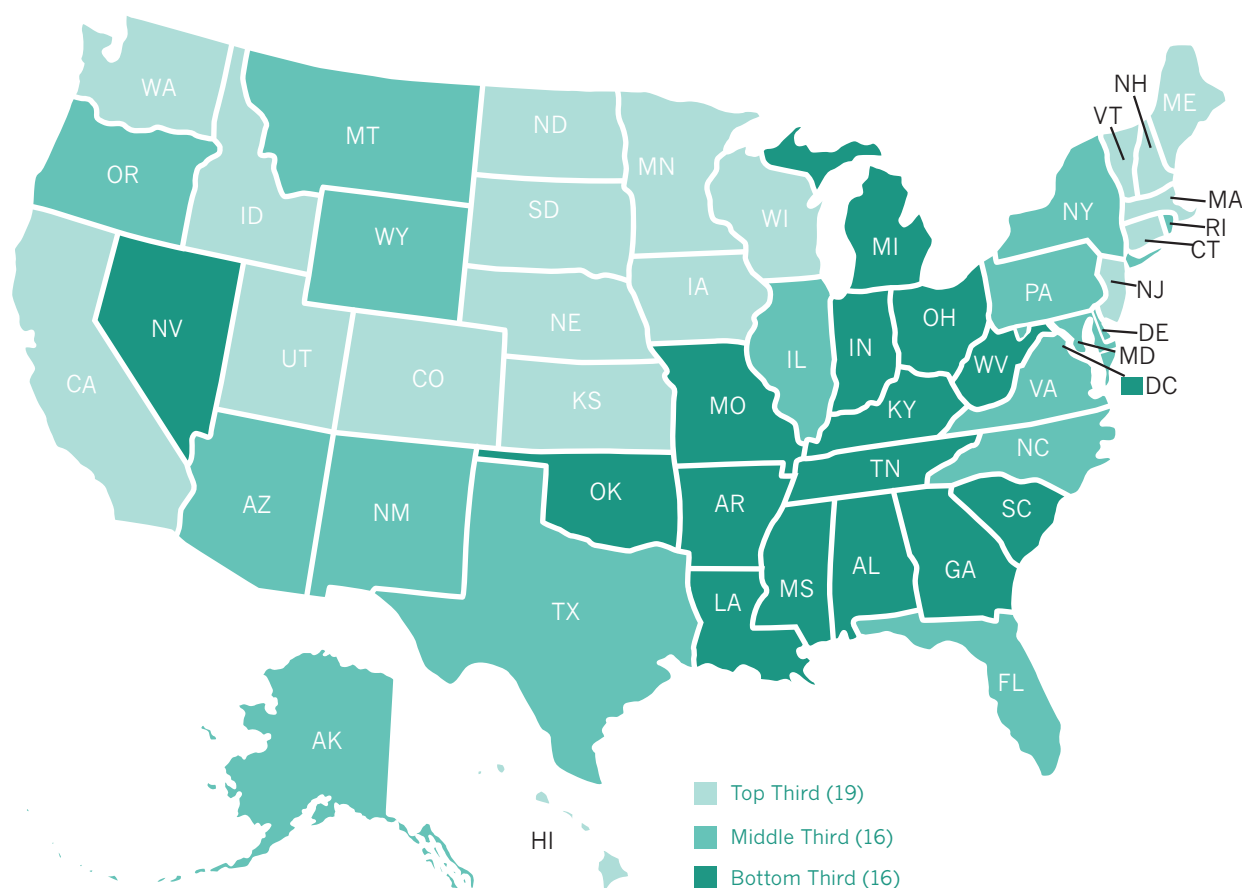 WA
MT
ND
MN
OR
ID
WY
SD
WI
MI
NY
VT
NH
ME
MA
RI
CT
NV
UT
CO
NE
IA
CA
KS
IL
IN
OH
PA
NJ
DE
MD
DC
WV
VA
MO
KY
NC
TN
AZ
NM
OK
AR
SC
TX
LA
MS
AL
GA
FL
AK
HI
Top Third (19)
Middle Third (16)
Bottom Third (16)